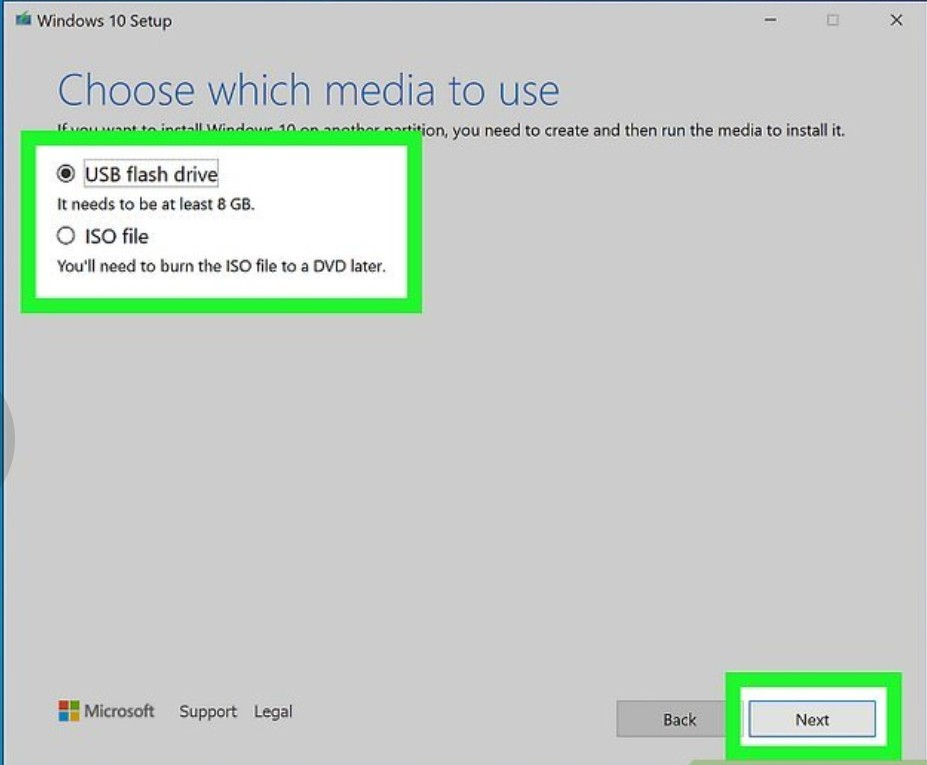 Windows 10 Setup
Choose which media to use
If you want to install Windows 10 on another partition, you need to create and then run the media to install it.
USB flash drive
It needs to be at least 8 GB.
ISO file
You'll need to burn the ISO file to a DVD later.
Microsoft Support Legal Back Next